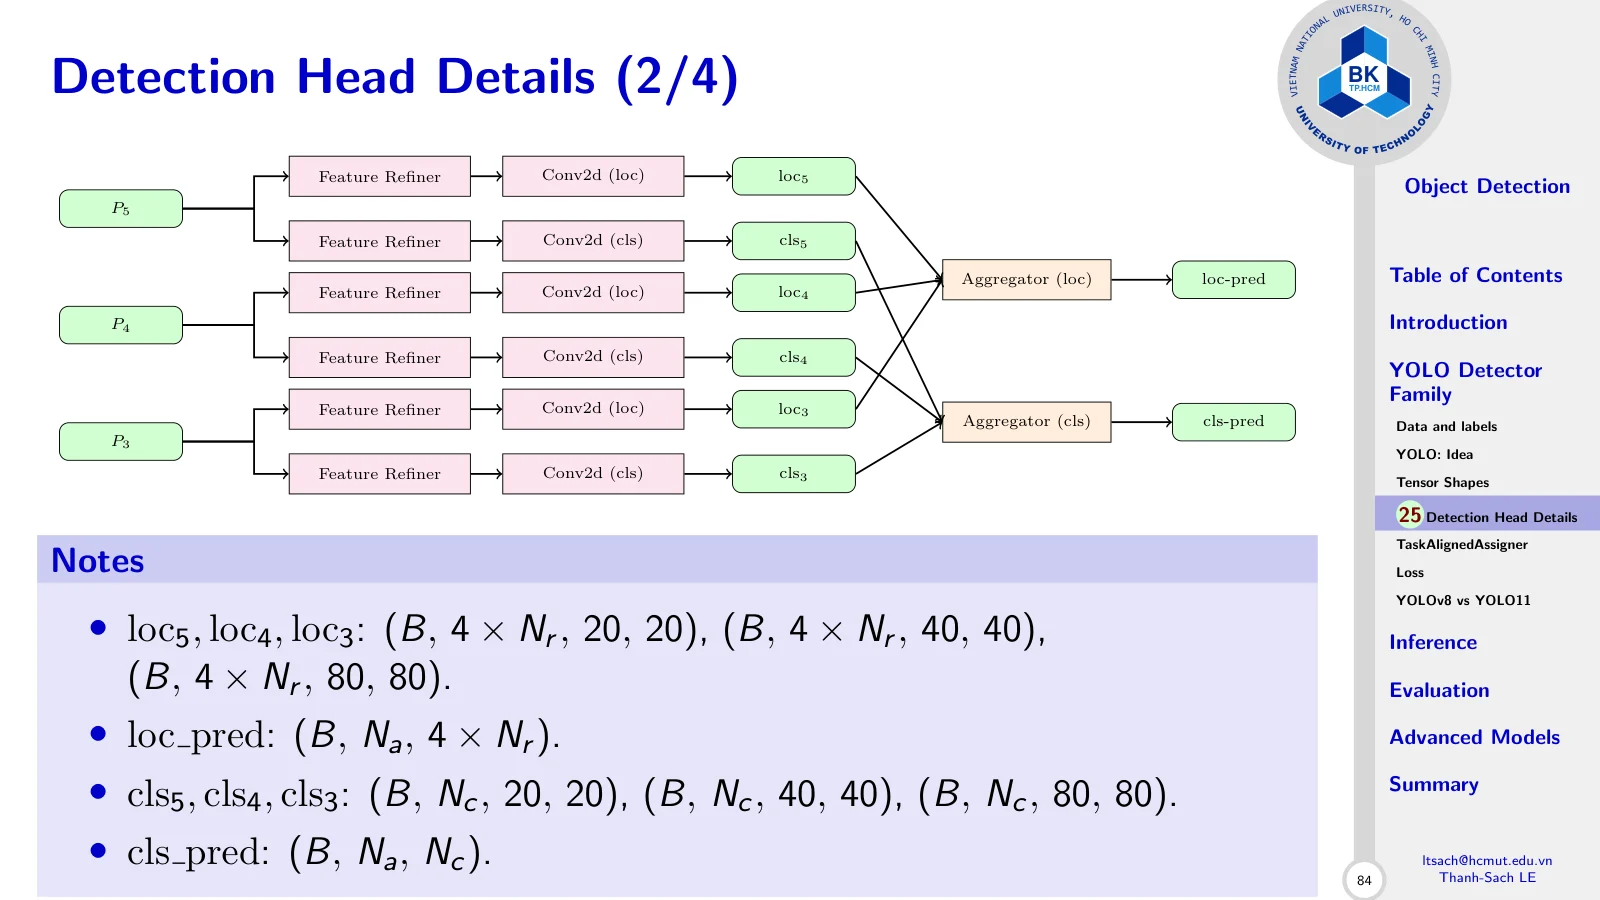 Detection Head Details (2/4)
P5
Feature Refiner
Conv2d (loc)
loc5
Feature Refiner
Conv2d (cls)
cls5
P4
Feature Refiner
Conv2d (loc)
loc4
Feature Refiner
Conv2d (cls)
cls4
P3
Feature Refiner
Conv2d (loc)
loc3
Feature Refiner
Conv2d (cls)
cls3
Aggregator (loc)
loc-pred
Aggregator (cls)
cls-pred
Notes
• loc5, loc4, loc3: (B, 4 × Nr, 20, 20), (B, 4 × Nr, 40, 40),
(B, 4 × Nr, 80, 80).
• loc_pred: (B, Na, 4 × Nr).
• cls5, cls4, cls3: (B, Nc, 20, 20), (B, Nc, 40, 40), (B, Nc, 80, 80).
• cls_pred: (B, Na, Nc).
VIETNAM NATIONAL UNIVERSITY, HO CHI MINH CITY
BK
TP.HCM
UNIVERSITY OF TECHNOLOGY
Object Detection
Table of Contents
Introduction
YOLO Detector
Family
Data and labels
YOLO: Idea
Tensor Shapes
25 Detection Head Details
TaskAlignedAssigner
Loss
YOLOv8 vs YOLO11
Inference
Evaluation
Advanced Models
Summary
84
ltsach@hcmut.edu.vn
Thanh-Sach LE